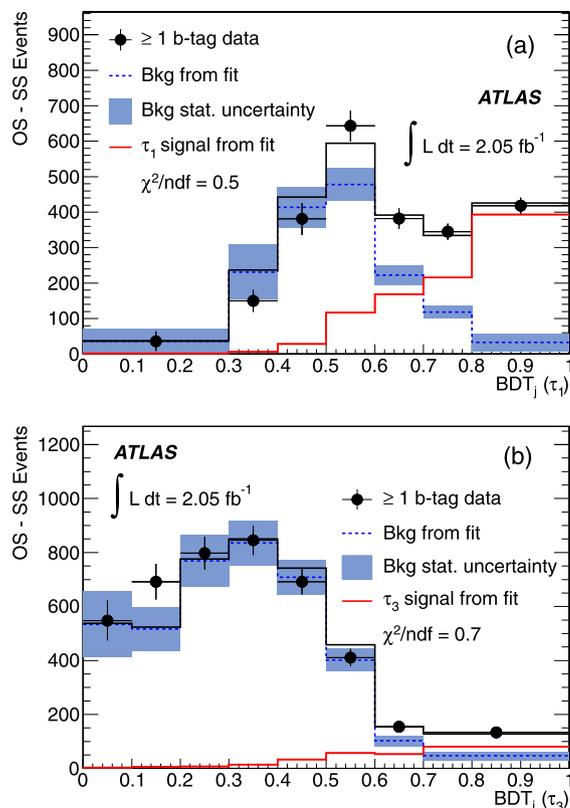 OS - SS Events
900
800
700
600
500
400
300
200
100
0
≥ 1 b-tag data
Bkg from fit
Bkg stat. uncertainty
τ1 signal from fit
χ²/ndf = 0.5
(a)
ATLAS
∫ L dt = 2.05 fb⁻¹
0 0.1 0.2 0.3 0.4 0.5 0.6 0.7 0.8 0.9 1
BDTj (τ1)
OS - SS Events
1200
1000
800
600
400
200
0
ATLAS
∫ L dt = 2.05 fb⁻¹
(b)
≥ 1 b-tag data
Bkg from fit
Bkg stat. uncertainty
τ3 signal from fit
χ²/ndf = 0.7
0 0.1 0.2 0.3 0.4 0.5 0.6 0.7 0.8 0.9 1
BDTj (τ3)